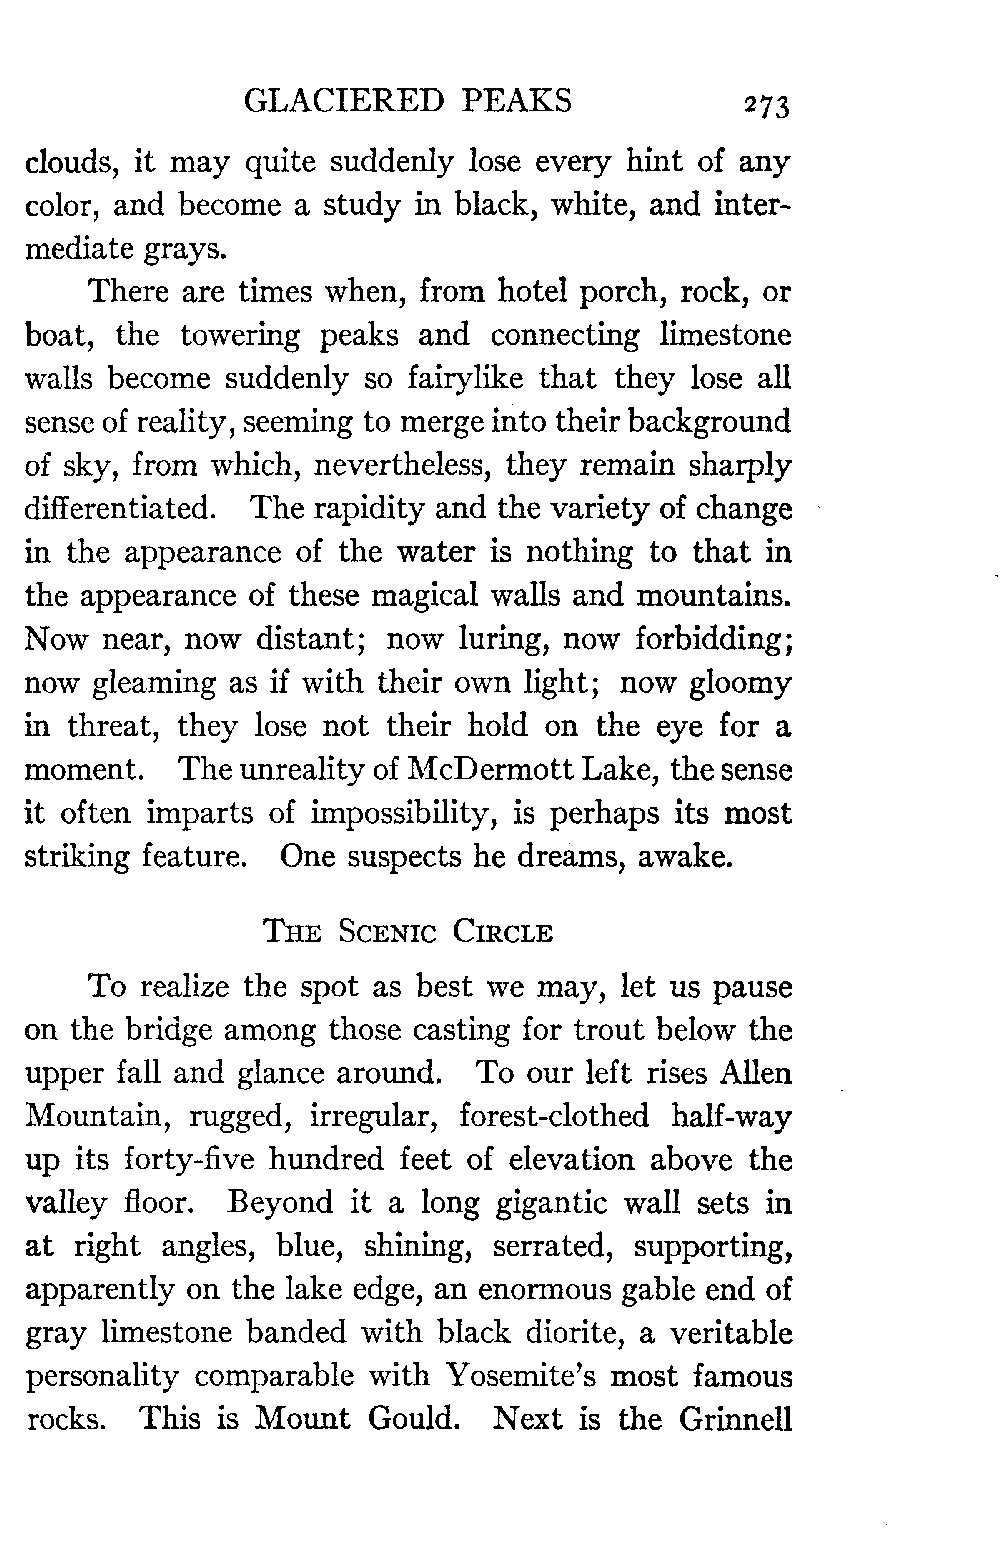 GLACIERED PEAKS 273
clouds, it may quite suddenly lose every hint of any
color, and become a study in black, white, and inter-
mediate grays.
There are times when, from hotel porch, rock, or
boat, the towering peaks and connecting limestone
walls become suddenly so fairylike that they lose all
sense of reality, seeming to merge into their background
of sky, from which, nevertheless, they remain sharply
differentiated. The rapidity and the variety of change
in the appearance of the water is nothing to that in
the appearance of these magical walls and mountains.
Now near, now distant; now luring, now forbidding;
now gleaming as if with their own light; now gloomy
in threat, they lose not their hold on the eye for a
moment. The unreality of McDermott Lake, the sense
it often imparts of impossibility, is perhaps its most
striking feature. One suspects he dreams, awake.
THE SCENIC CIRCLE
To realize the spot as best we may, let us pause
on the bridge among those casting for trout below the
upper fall and glance around. To our left rises Allen
Mountain, rugged, irregular, forest-clothed half-way
up its forty-five hundred feet of elevation above the
valley floor. Beyond it a long gigantic wall sets in
at right angles, blue, shining, serrated, supporting,
apparently on the lake edge, an enormous gable end of
gray limestone banded with black diorite, a veritable
personality comparable with Yosemite's most famous
rocks. This is Mount Gould. Next is the Grinnell